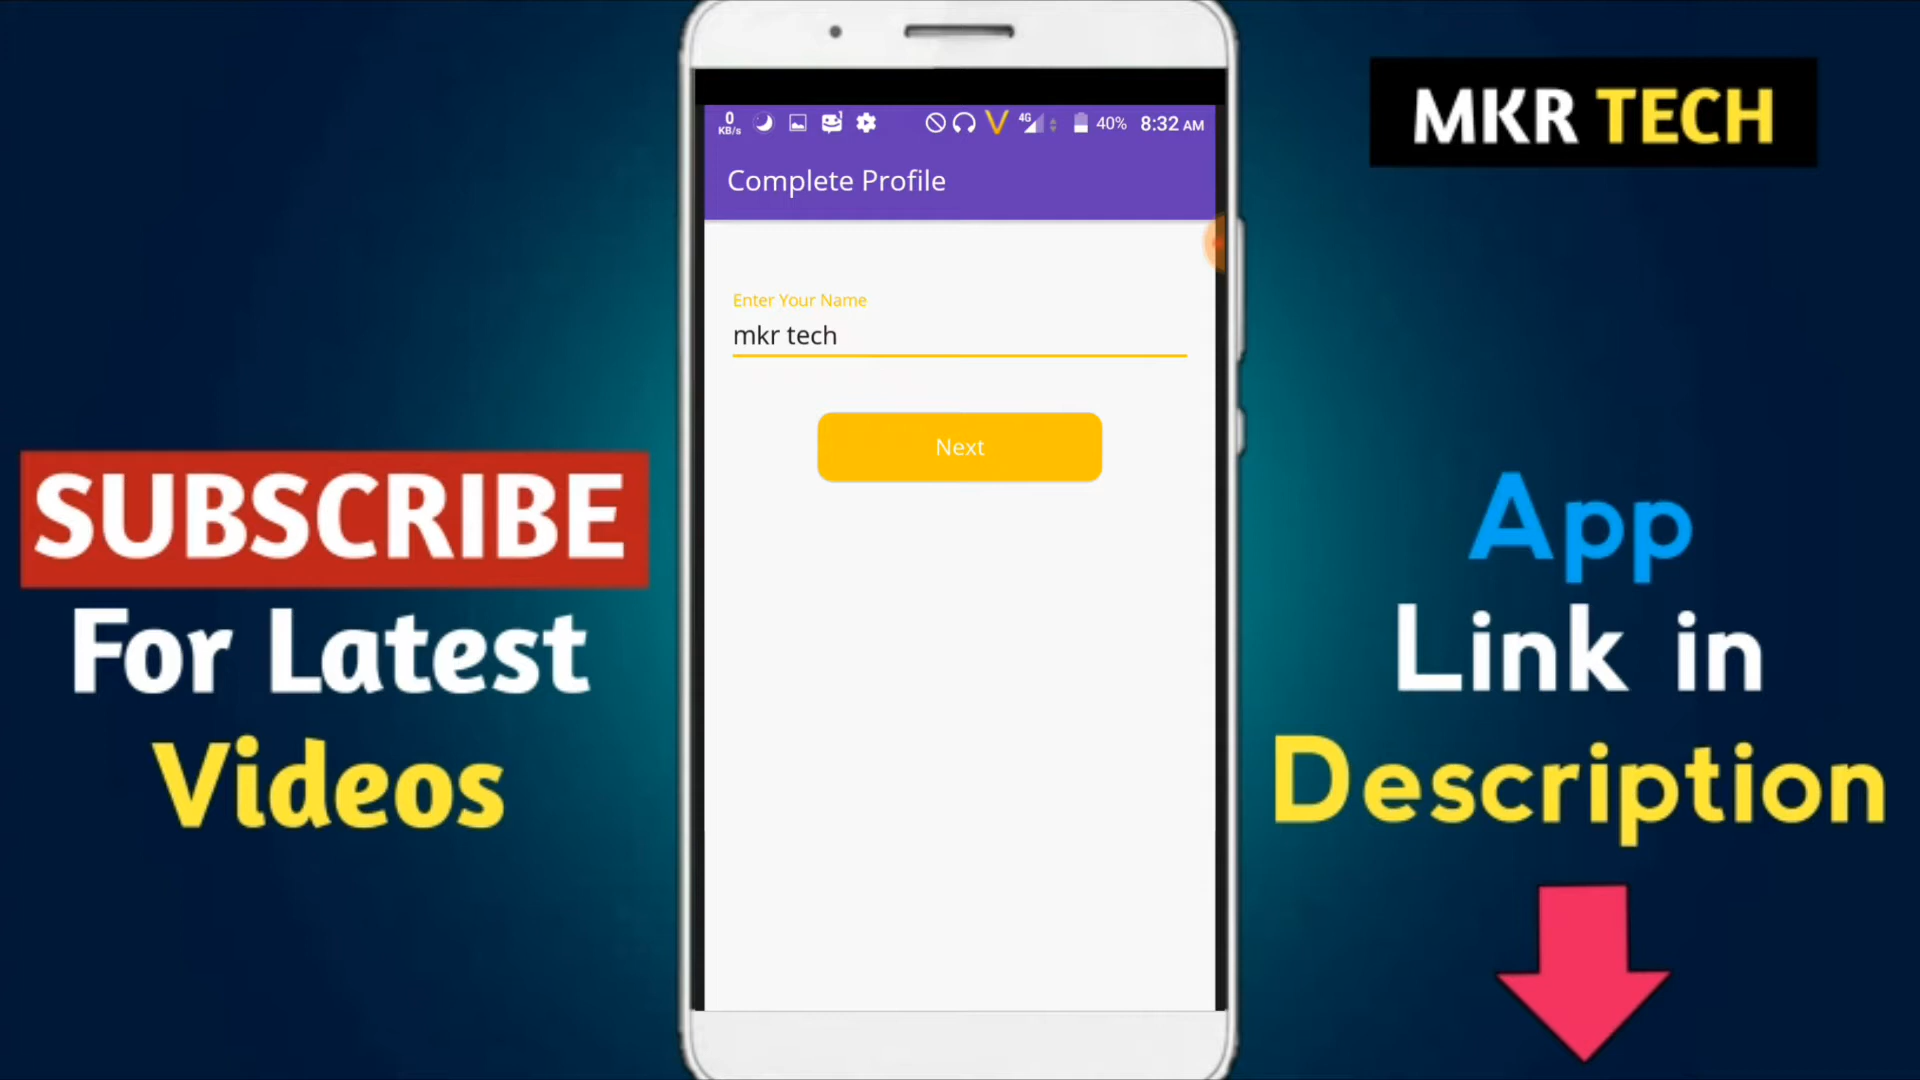 MKR TECH
0
KB/s
4G
40%
8:32 AM
Complete Profile
Enter Your Name
mkr tech
Next
SUBSCRIBE
For Latest
Videos
App
Link in
Description